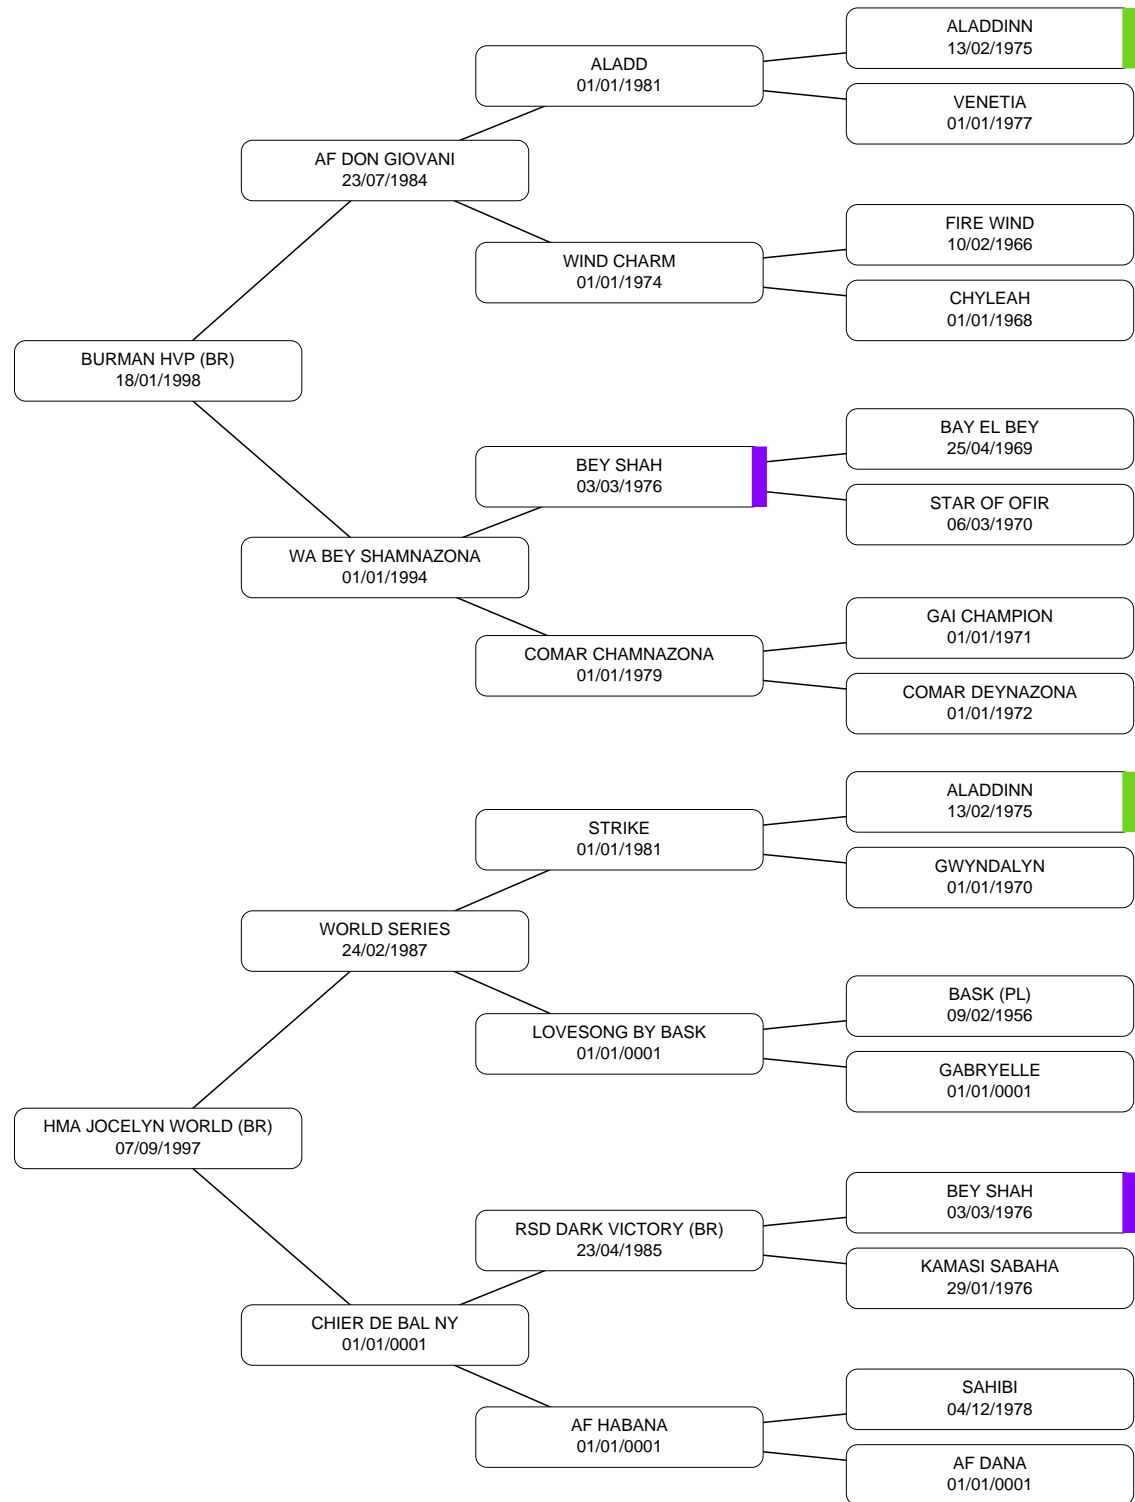 ALADDINN
13/02/1975
ALADD
01/01/1981
VENETIA
01/01/1977
AF DON GIOVANI
23/07/1984
FIRE WIND
10/02/1966
WIND CHARM
01/01/1974
CHYLEAH
01/01/1968
BURMAN HVP (BR)
18/01/1998
BAY EL BEY
25/04/1969
BEY SHAH
03/03/1976
STAR OF OFIR
06/03/1970
WA BEY SHAMNAZONA
01/01/1994
GAI CHAMPION
01/01/1971
COMAR CHAMNAZONA
01/01/1979
COMAR DEYNAZONA
01/01/1972
ALADDINN
13/02/1975
STRIKE
01/01/1981
GWYNDALYN
01/01/1970
WORLD SERIES
24/02/1987
BASK (PL)
09/02/1956
LOVESONG BY BASK
01/01/0001
GABRYELLE
01/01/0001
HMA JOCELYN WORLD (BR)
07/09/1997
BEY SHAH
03/03/1976
RSD DARK VICTORY (BR)
23/04/1985
KAMASI SABAHA
29/01/1976
CHIER DE BAL NY
01/01/0001
SAHIBI
04/12/1978
AF HABANA
01/01/0001
AF DANA
01/01/0001